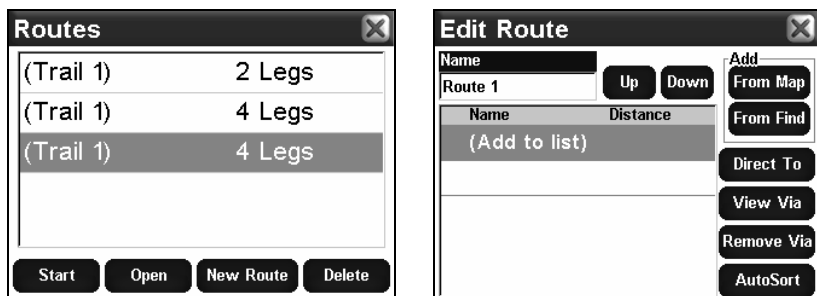 Routes
(Trail 1) 2 Legs
(Trail 1) 4 Legs
(Trail 1) 4 Legs
Start Open New Route Delete
Edit Route
Name
Route 1
Up Down
Add
From Map
From Find
Name Distance
(Add to list)
Direct To
View Via
Remove Via
AutoSort